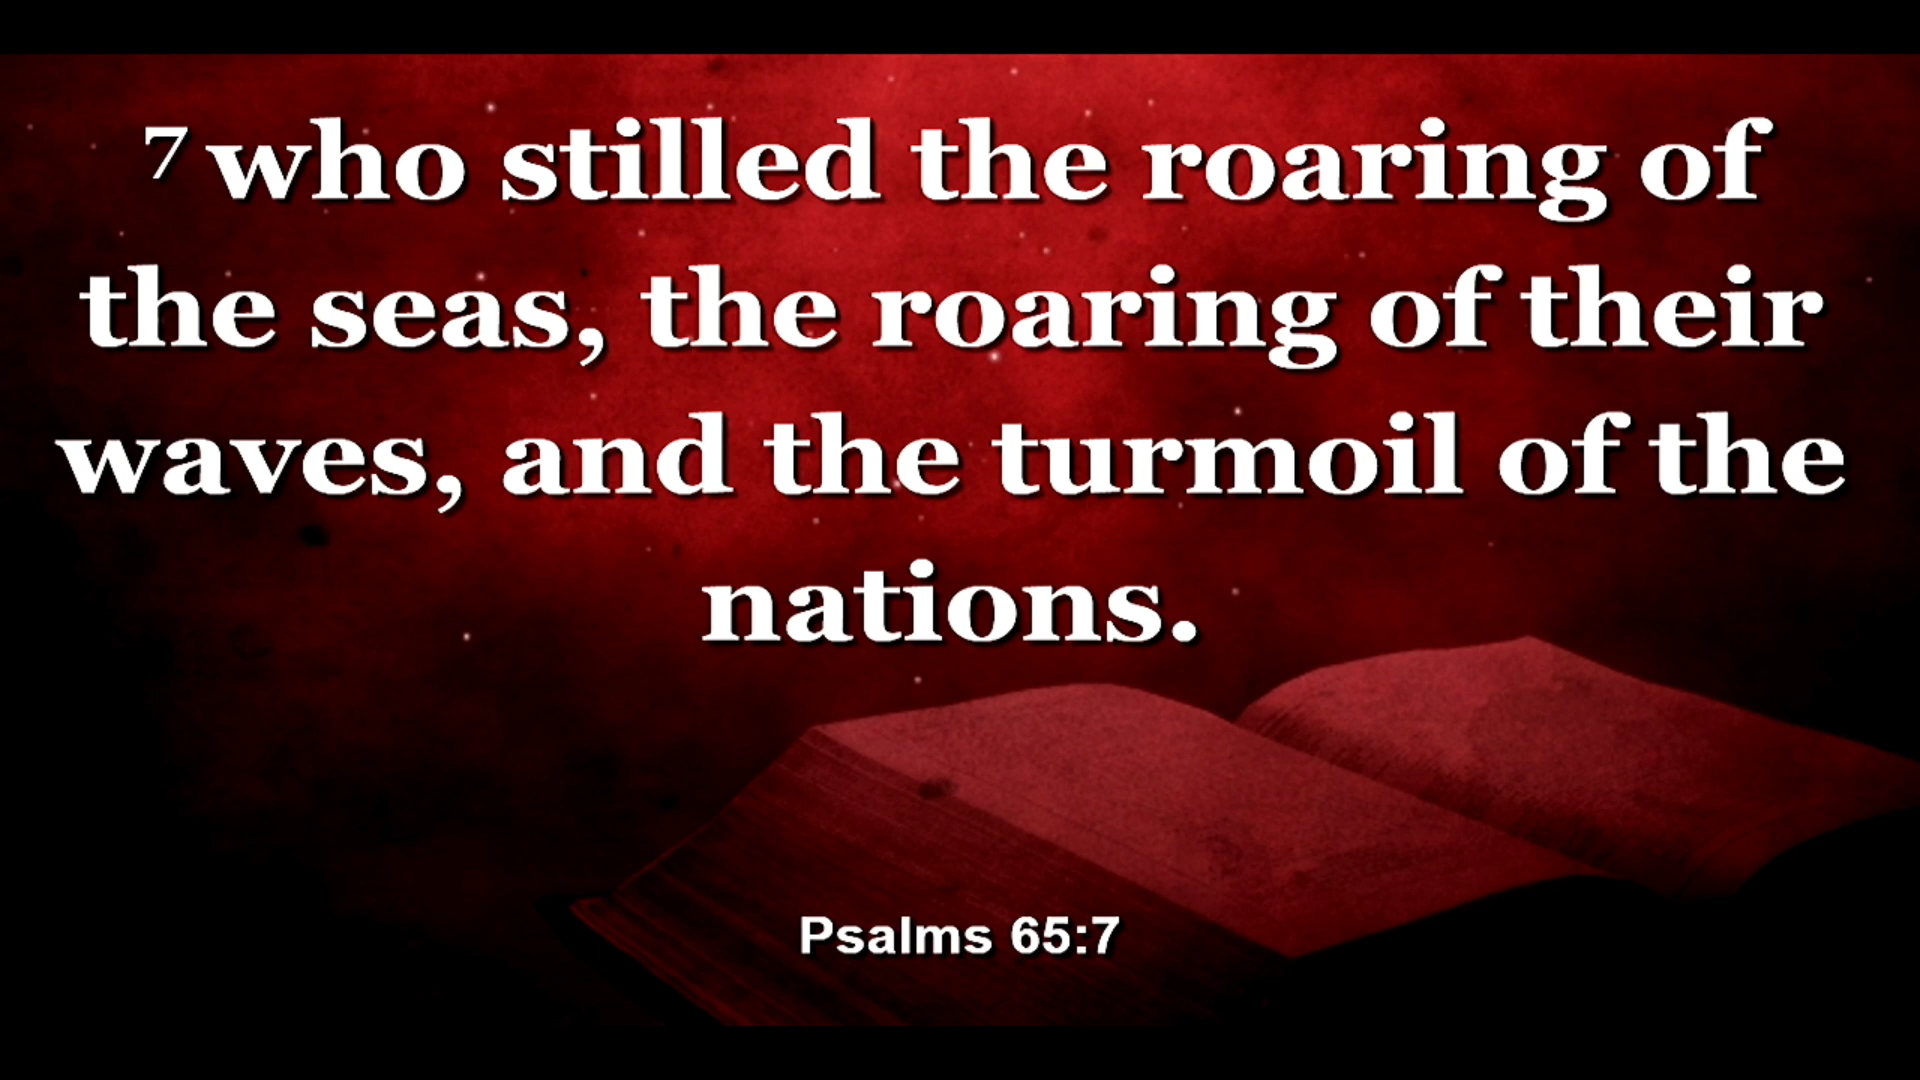 7 who stilled the roaring of
the seas, the roaring of their
waves, and the turmoil of the
nations.
Psalms 65:7